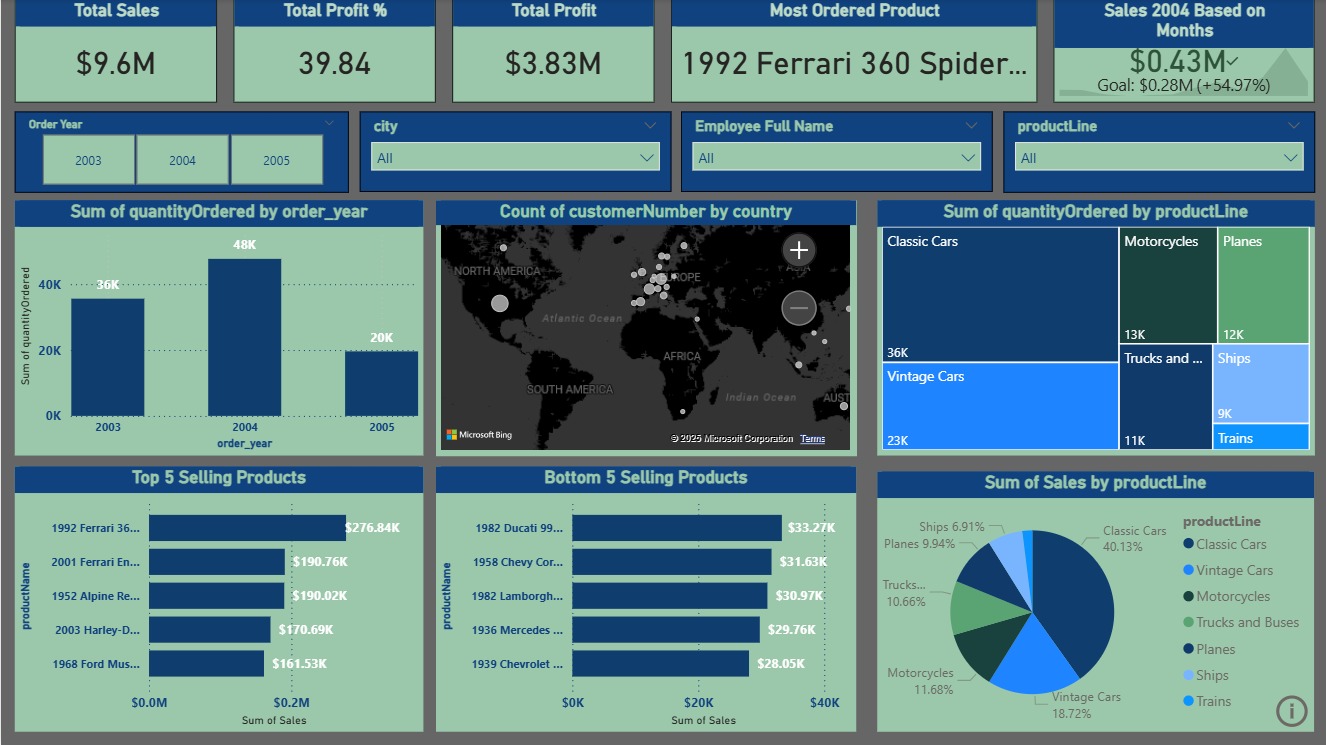 Total Sales
$9.6M
Total Profit %
39.84
Total Profit
$3.83M
Most Ordered Product
1992 Ferrari 360 Spider...
Sales 2004 Based on
Months
$0.43M
Goal: $0.28M (+54.97%)
Order Year
2003
2004
2005
city
All
Employee Full Name
All
productLine
All
Sum of quantityOrdered by order_year
Sum of quantityOrdered
40K
20K
0K
36K
48K
20K
2003
2004
2005
order_year
Count of customerNumber by country
NORTH AMERICA
EUROPE
ASIA
Atlantic Ocean
AFRICA
SOUTH AMERICA
Indian Ocean
AUST
Microsoft Bing
© 2025 Microsoft Corporation Terms
Sum of quantityOrdered by productLine
Classic Cars
36K
Vintage Cars
23K
Motorcycles
13K
Planes
12K
Trucks and ...
11K
Ships
9K
Trains
Top 5 Selling Products
productName
1992 Ferrari 36...
$276.84K
2001 Ferrari En...
$190.76K
1952 Alpine Re...
$190.02K
2003 Harley-D...
$170.69K
1968 Ford Mus...
$161.53K
$0.0M
$0.2M
Sum of Sales
Bottom 5 Selling Products
productName
1982 Ducati 99...
$33.27K
1958 Chevy Cor...
$31.63K
1982 Lamborgh...
$30.97K
1936 Mercedes ...
$29.76K
1939 Chevrolet ...
$28.05K
$0K
$20K
$40K
Sum of Sales
Sum of Sales by productLine
Ships 6.91%
Planes 9.94%
Trucks...
10.66%
Motorcycles
11.68%
Vintage Cars
18.72%
Classic Cars
40.13%
productLine
Classic Cars
Vintage Cars
Motorcycles
Trucks and Buses
Planes
Ships
Trains